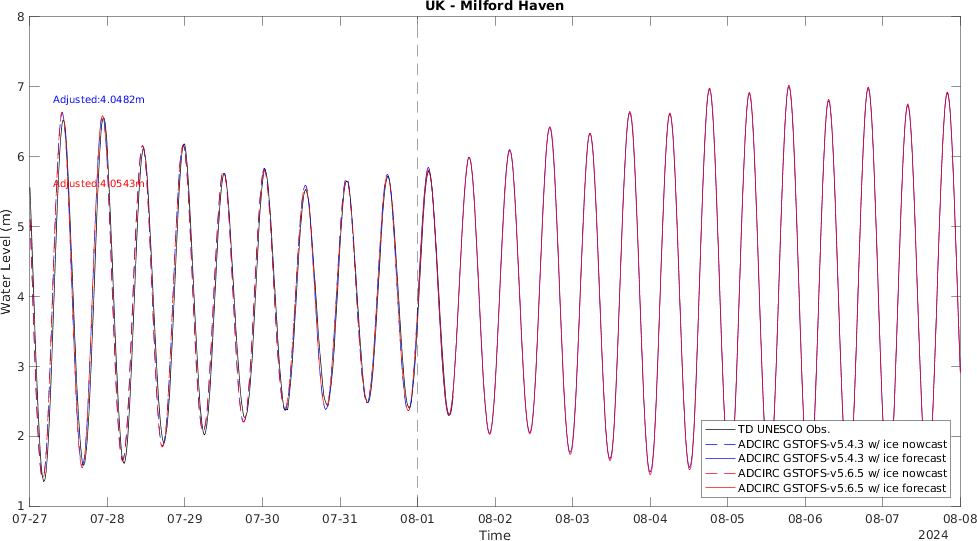 UK - Milford Haven
8
7
6
5
4
3
2
1
Water Level (m)
Adjusted:4.0482m
Adjusted:4.0543m
TD UNESCO Obs.
ADCIRC GSTOFS-v5.4.3 w/ ice nowcast
ADCIRC GSTOFS-v5.4.3 w/ ice forecast
ADCIRC GSTOFS-v5.6.5 w/ ice nowcast
ADCIRC GSTOFS-v5.6.5 w/ ice forecast
07-27 07-28 07-29 07-30 07-31 08-01 08-02 08-03 08-04 08-05 08-06 08-07 08-08
Time
2024